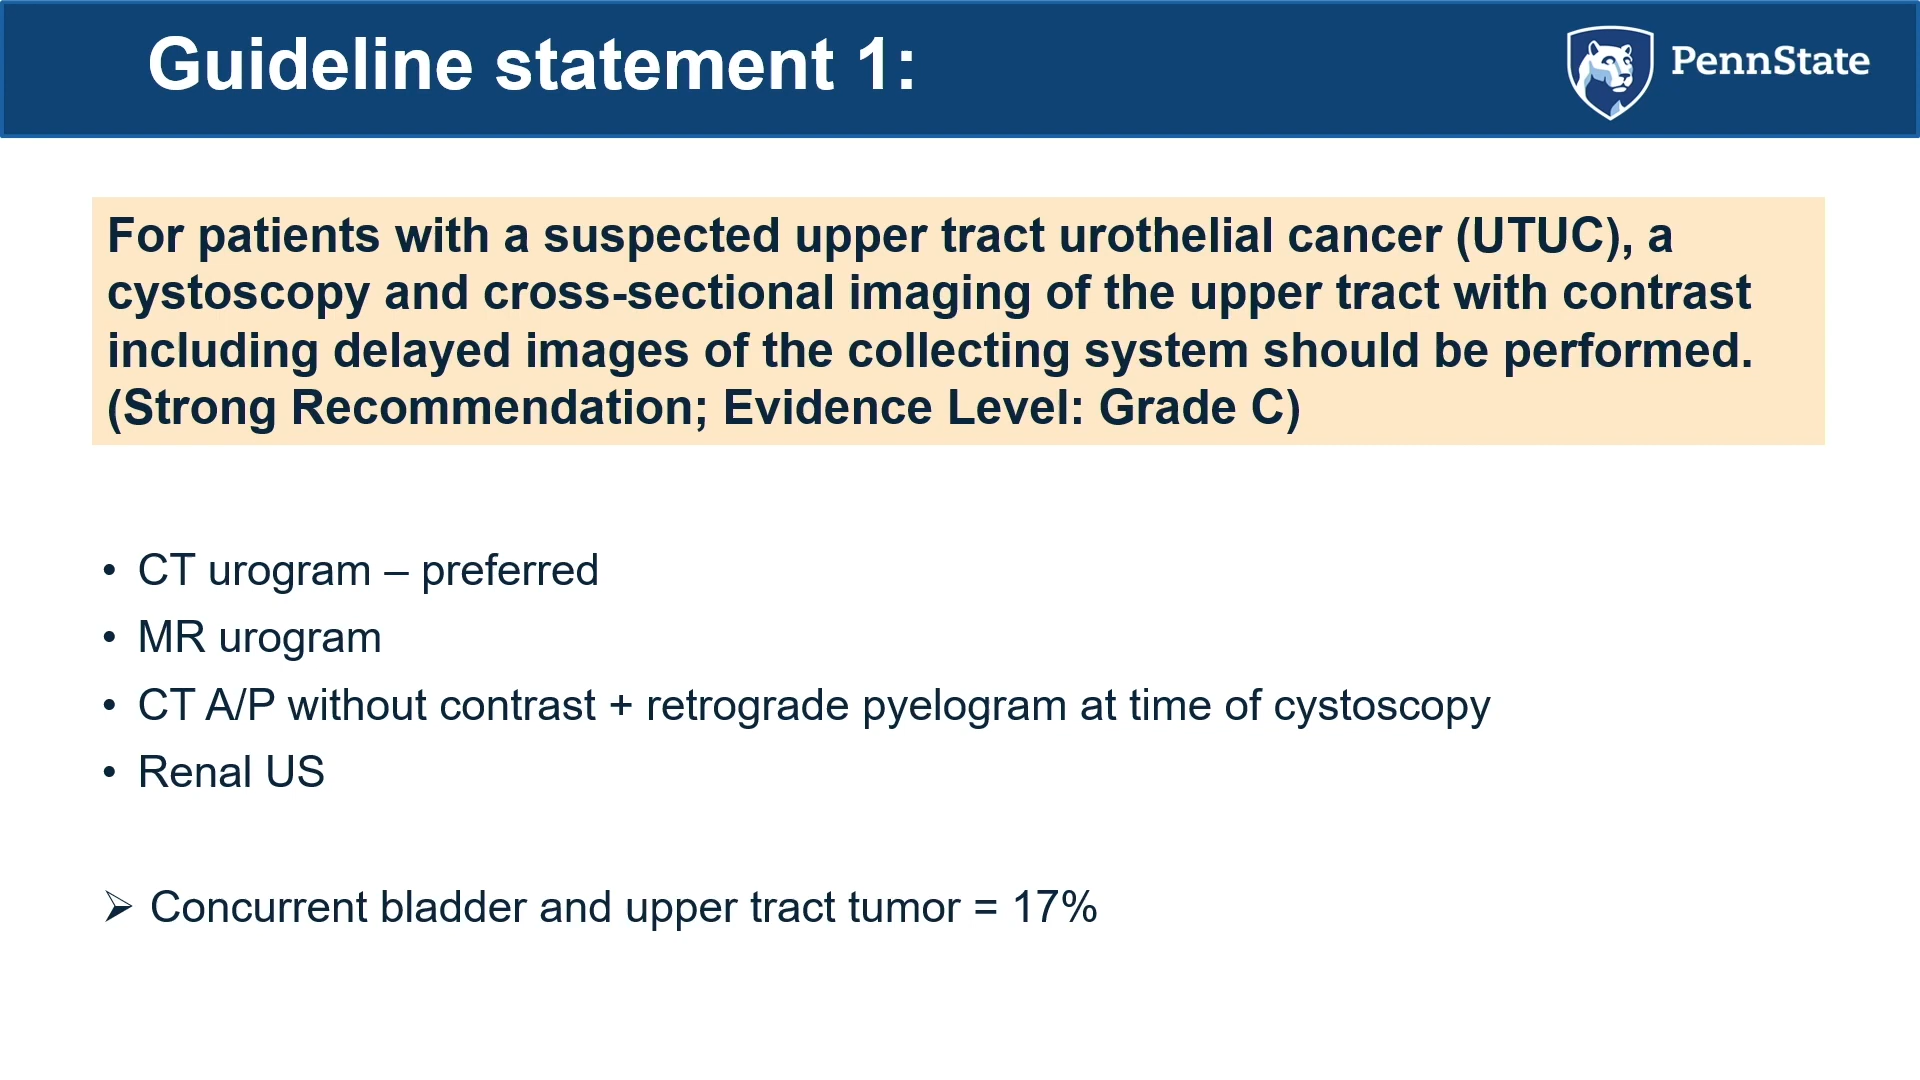 Guideline statement 1:
PennState
For patients with a suspected upper tract urothelial cancer (UTUC), a
cystoscopy and cross-sectional imaging of the upper tract with contrast
including delayed images of the collecting system should be performed.
(Strong Recommendation; Evidence Level: Grade C)
• CT urogram – preferred
• MR urogram
• CT A/P without contrast + retrograde pyelogram at time of cystoscopy
• Renal US
➢ Concurrent bladder and upper tract tumor = 17%